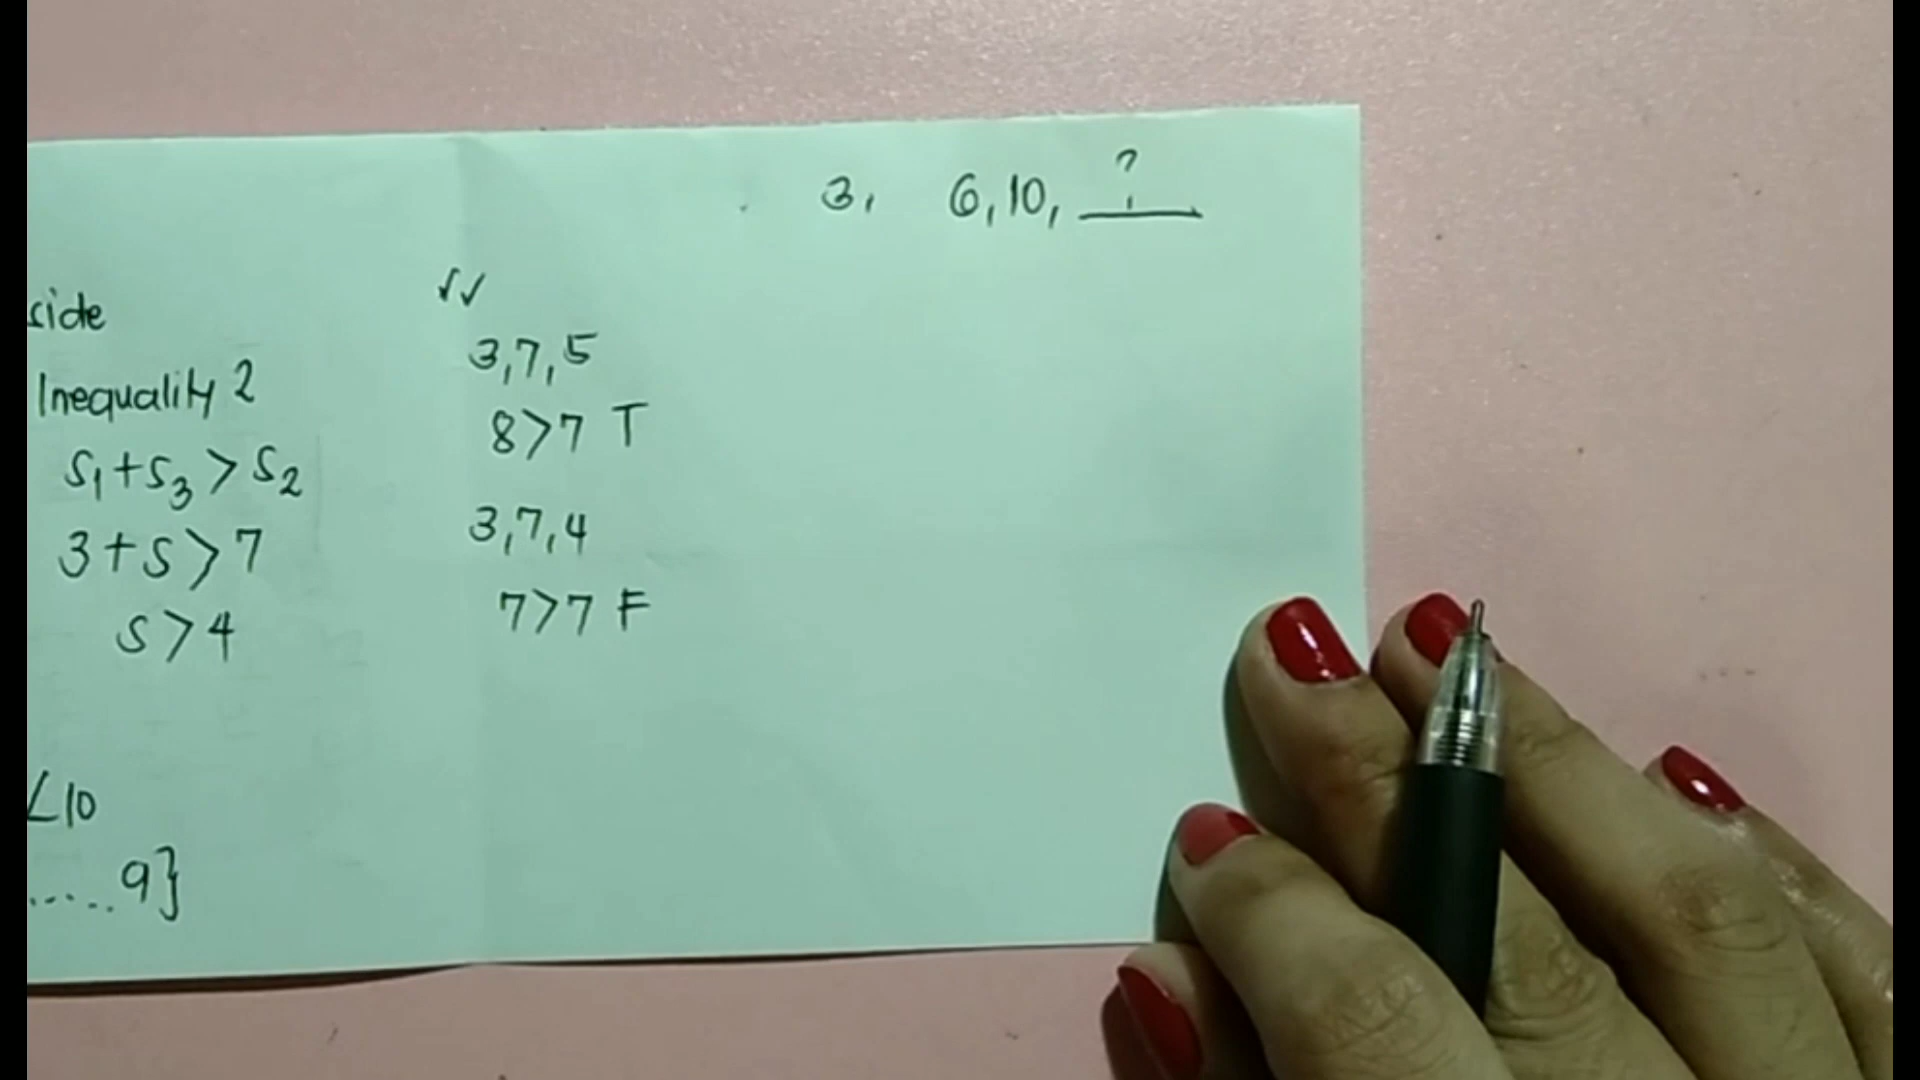 side
Inequality 2
S₁+S₃>S₂
3+S>7
S>4
<10
.....9}
✓✓
3,7,5
8>7 T
3,7,4
7>7 F
3, 6,10, ?